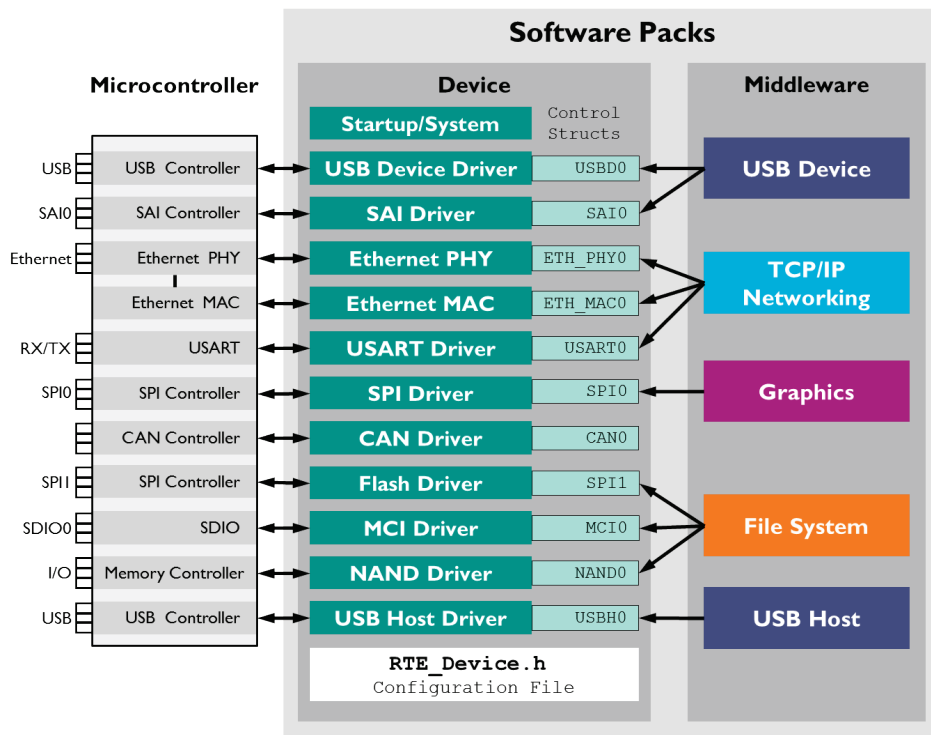 Software Packs
Microcontroller
Device
Middleware
Startup/System
Control
Structs
USB
USB Controller
USB Device Driver
USBD0
USB Device
SAI0
SAI Controller
SAI Driver
SAI0
Ethernet
Ethernet PHY
Ethernet PHY
ETH_PHY0
TCP/IP
Networking
Ethernet MAC
Ethernet MAC
ETH_MAC0
RX/TX
USART
USART Driver
USART0
SPI0
SPI Controller
SPI Driver
SPI0
Graphics
CAN Controller
CAN Driver
CAN0
SPI1
SPI Controller
Flash Driver
SPI1
SDIO0
SDIO
MCI Driver
MCI0
File System
I/O
Memory Controller
NAND Driver
NAND0
USB
USB Controller
USB Host Driver
USBH0
USB Host
RTE_Device.h
Configuration File